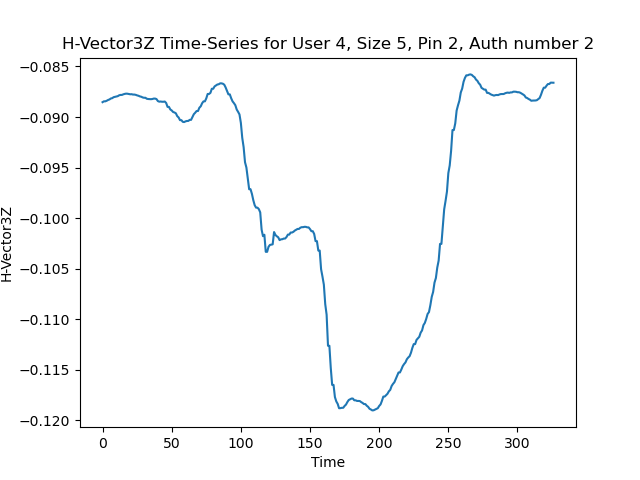 H-Vector3Z Time-Series for User 4, Size 5, Pin 2, Auth number 2
−0.085
−0.090
−0.095
−0.100
−0.105
−0.110
−0.115
−0.120
H-Vector3Z
0 50 100 150 200 250 300
Time